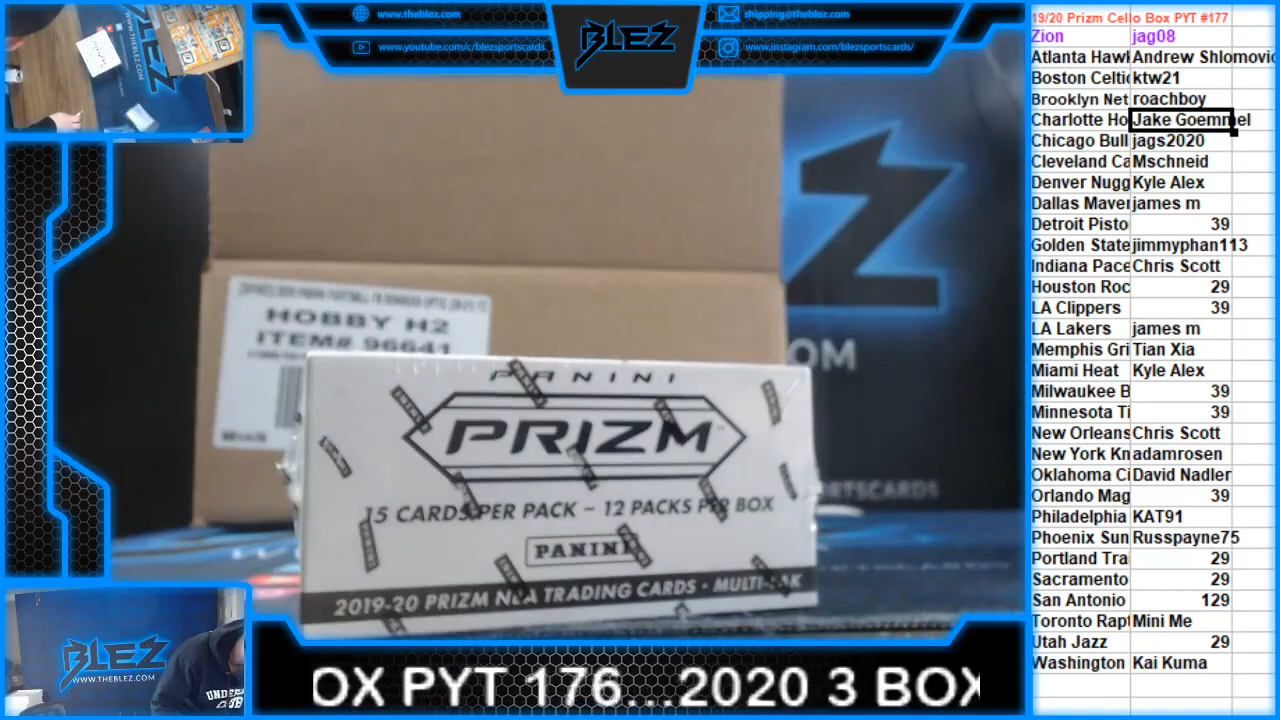 www.theblez.com
www.youtube.com/c/blezsportscards
BLEZ
shipping@theblez.com
www.instagram.com/blezsportscards/
HOBBY H2
ITEM# 96641
.COM
PANINI
PRIZM
15 CARDS PER PACK – 12 PACKS PER BOX
PANINI
2019-20 PRIZM NBA TRADING CARDS • MULTI-PAK
BLEZ
WWW.THEBLEZ.COM
OX PYT 176...2020 3 BOX
19/20 Prizm Cello Box PYT #177
Zion jag08
Atlanta Hawk Andrew Shlomovic
Boston Celtic ktw21
Brooklyn Net roachboy
Charlotte Ho Jake Goemmel
Chicago Bull jags2020
Cleveland Ca Mschneid
Denver Nugg Kyle Alex
Dallas Maver james m
Detroit Pisto 39
Golden State jimmyphan113
Indiana Pace Chris Scott
Houston Roc 29
LA Clippers 39
LA Lakers james m
Memphis Gri Tian Xia
Miami Heat Kyle Alex
Milwaukee B 39
Minnesota Ti 39
New Orleans Chris Scott
New York Kn adamrosen
Oklahoma Ci David Nadler
Orlando Mag 39
Philadelphia KAT91
Phoenix Sun Russpayne75
Portland Trai 29
Sacramento 29
San Antonio 129
Toronto Rapt Mini Me
Utah Jazz 29
Washington Kai Kuma